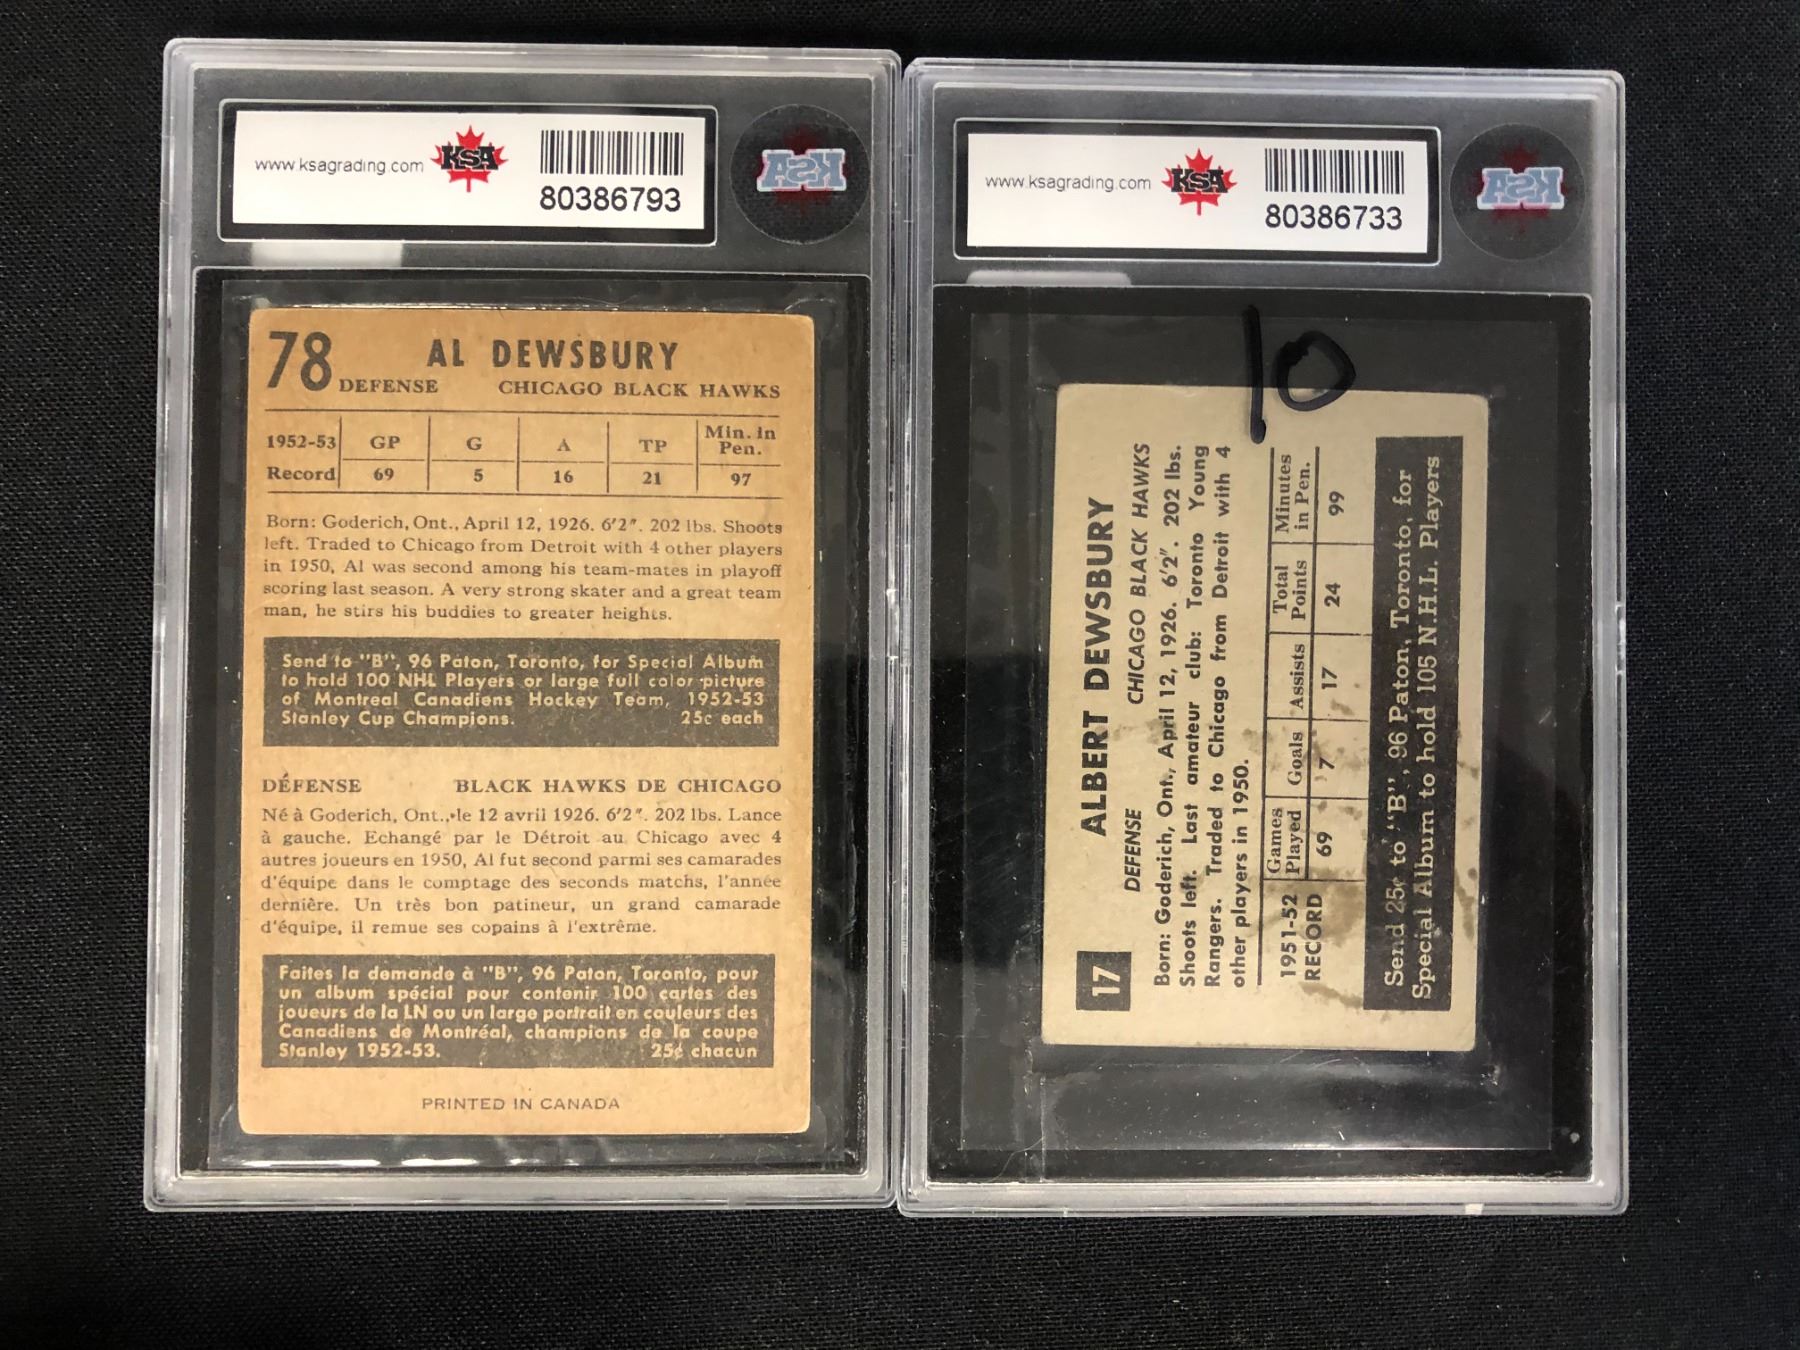 www.ksagrading.com
KSA
80386793
KSA
78
AL DEWSBURY
DEFENSE CHICAGO BLACK HAWKS
1952-53 GP G A TP Min. in Pen.
Record 69 5 16 21 97
Born: Goderich, Ont., April 12, 1926. 6'2". 202 lbs. Shoots
left. Traded to Chicago from Detroit with 4 other players
in 1950, Al was second among his team-mates in playoff
scoring last season. A very strong skater and a great team
man, he stirs his buddies to greater heights.
Send to "B", 96 Paton, Toronto, for Special Album
to hold 100 NHL Players or large full color picture
of Montreal Canadiens Hockey Team, 1952-53
Stanley Cup Champions. 25c each
DÉFENSE BLACK HAWKS DE CHICAGO
Né à Goderich, Ont., le 12 avril 1926. 6'2". 202 lbs. Lance
à gauche. Echangé par le Détroit au Chicago avec 4
autres joueurs en 1950, Al fut second parmi ses camarades
d'équipe dans le comptage des seconds matchs, l'année
dernière. Un très bon patineur, un grand camarade
d'équipe, il remue ses copains à l'extrême.
Faites la demande à "B", 96 Paton, Toronto, pour
un album spécial pour contenir 100 cartes des
joueurs de la LN ou un large portrait en couleurs des
Canadiens de Montréal, champions de la coupe
Stanley 1952-53. 25¢ chacun
PRINTED IN CANADA
www.ksagrading.com
KSA
80386733
KSA
10
17
ALBERT DEWSBURY
DEFENSE CHICAGO BLACK HAWKS
Born: Goderich, Ont., April 12, 1926. 6'2". 202 lbs.
Shoots left. Last amateur club: Toronto Young
Rangers. Traded to Chicago from Detroit with 4
other players in 1950.
1951-52 Games Goals Assists Total Minutes
RECORD Played Points in Pen.
69 7 17 24 99
Send 25¢ to "B", 96 Paton, Toronto, for
Special Album to hold 105 N.H.L. Players